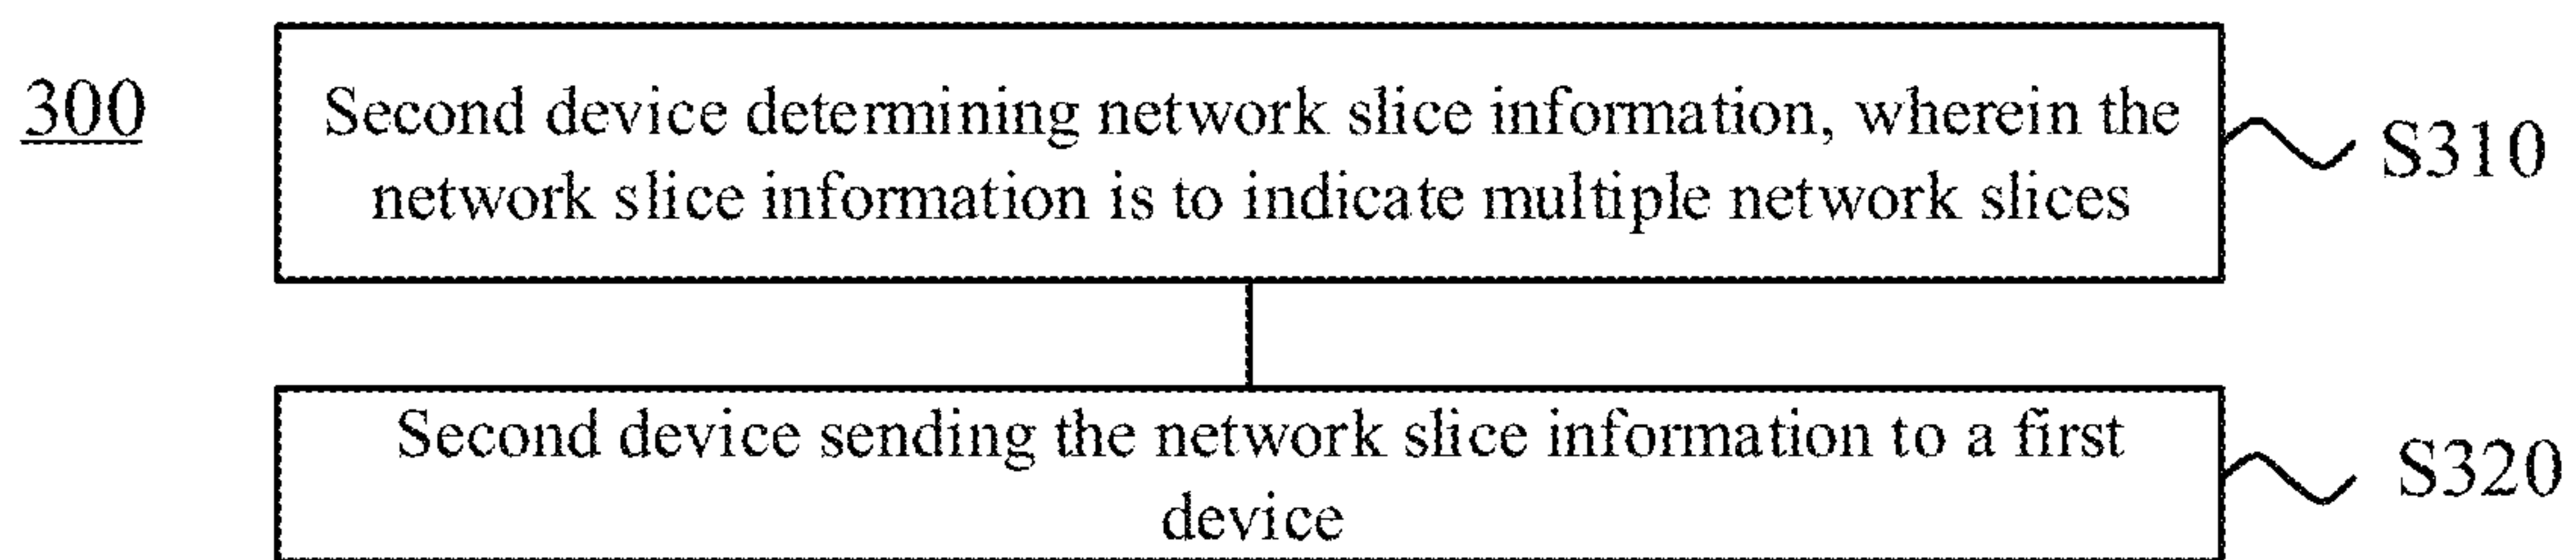 300
Second device determining network slice information, wherein the
network slice information is to indicate multiple network slices
S310
Second device sending the network slice information to a first
device
S320